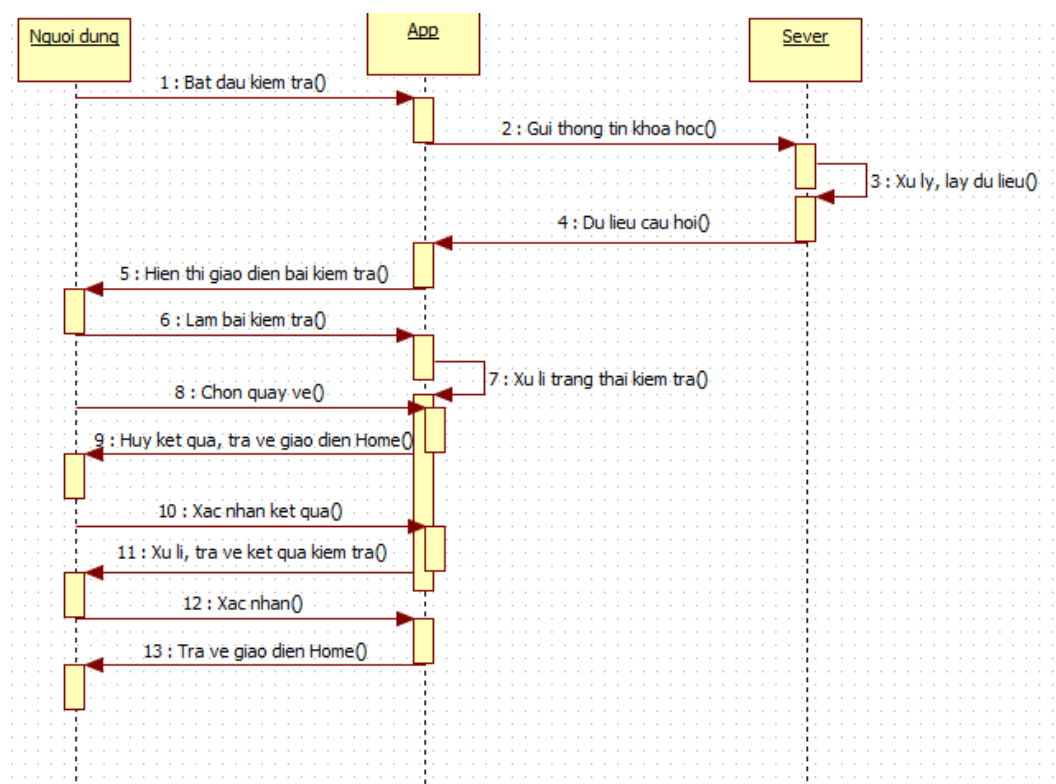 Nguoi dung
App
Sever
1 : Bat dau kiem tra()
2 : Gui thong tin khoa hoc()
3 : Xu ly, lay du lieu()
4 : Du lieu cau hoi()
5 : Hien thi giao dien bai kiem tra()
6 : Lam bai kiem tra()
7 : Xu li trang thai kiem tra()
8 : Chon quay ve()
9 : Huy ket qua, tra ve giao dien Home()
10 : Xac nhan ket qua()
11 : Xu li, tra ve ket qua kiem tra()
12 : Xac nhan()
13 : Tra ve giao dien Home()